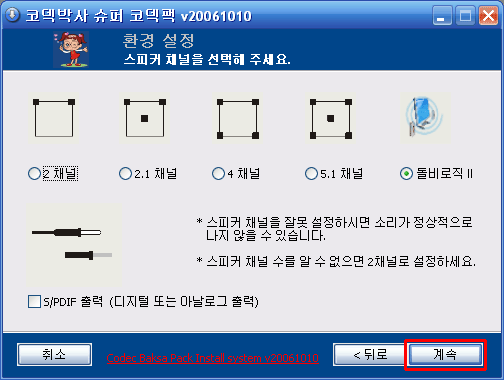 코덱박사 슈퍼 코덱팩 v20061010
환경 설정
스피커 채널을 선택해 주세요.
2 채널
2.1 채널
4 채널
5.1 채널
돌비로직 II
* 스피커 채널을 잘못 설정하시면 소리가 정상적으로
나지 않을 수 있습니다.
* 스피커 채널 수를 알 수 없으면 2채널로 설정하세요.
S/PDIF 출력 (디지털 또는 아날로그 출력)
취소
Codec Baksa Pack Install system v20061010
< 뒤로
계속